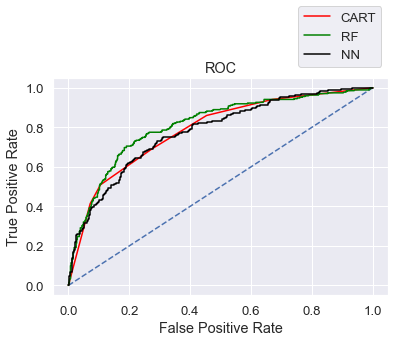 CART
RF
NN
ROC
1.0
0.8
0.6
0.4
0.2
0.0
True Positive Rate
0.0 0.2 0.4 0.6 0.8 1.0
False Positive Rate